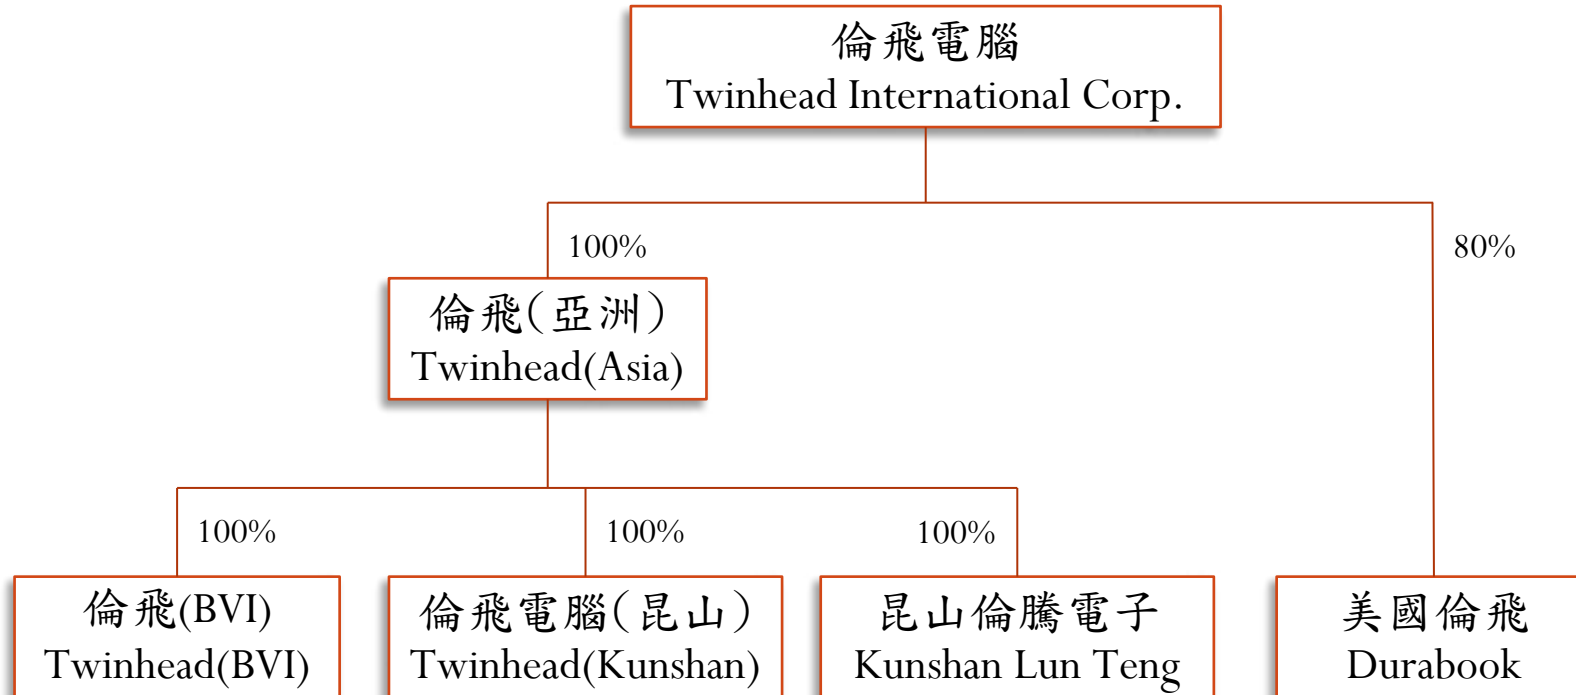 倫飛電腦
Twinhead International Corp.
100%
80%
倫飛(亞洲)
Twinhead(Asia)
100%
100%
100%
倫飛(BVI)
Twinhead(BVI)
倫飛電腦(昆山)
Twinhead(Kunshan)
昆山倫騰電子
Kunshan Lun Teng
美國倫飛
Durabook